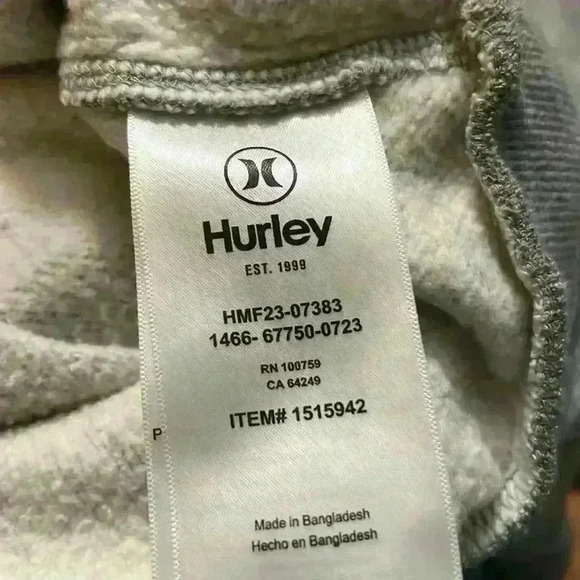 Hurley
EST. 1999
HMF23-07383
1466- 67750-0723
RN 100759
CA 64249
ITEM# 1515942
P
Made in Bangladesh
Hecho en Bangladesh